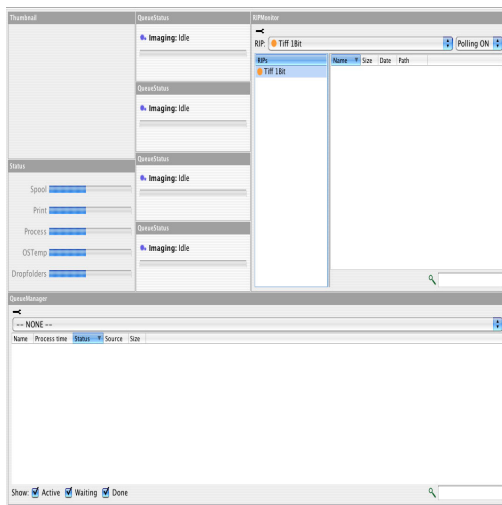 Thumbnail
Status
Spool
Print
Process
OSTemp
Dropfolders
QueueStatus
Imaging: Idle
QueueStatus
Imaging: Idle
QueueStatus
Imaging: Idle
QueueStatus
Imaging: Idle
RIPMonitor
RIP: Tiff 1Bit Polling ON
RIPs Name Size Date Path
Tiff 1Bit
QueueManager
-- NONE --
Name Process time Status Source Size
Show: Active Waiting Done